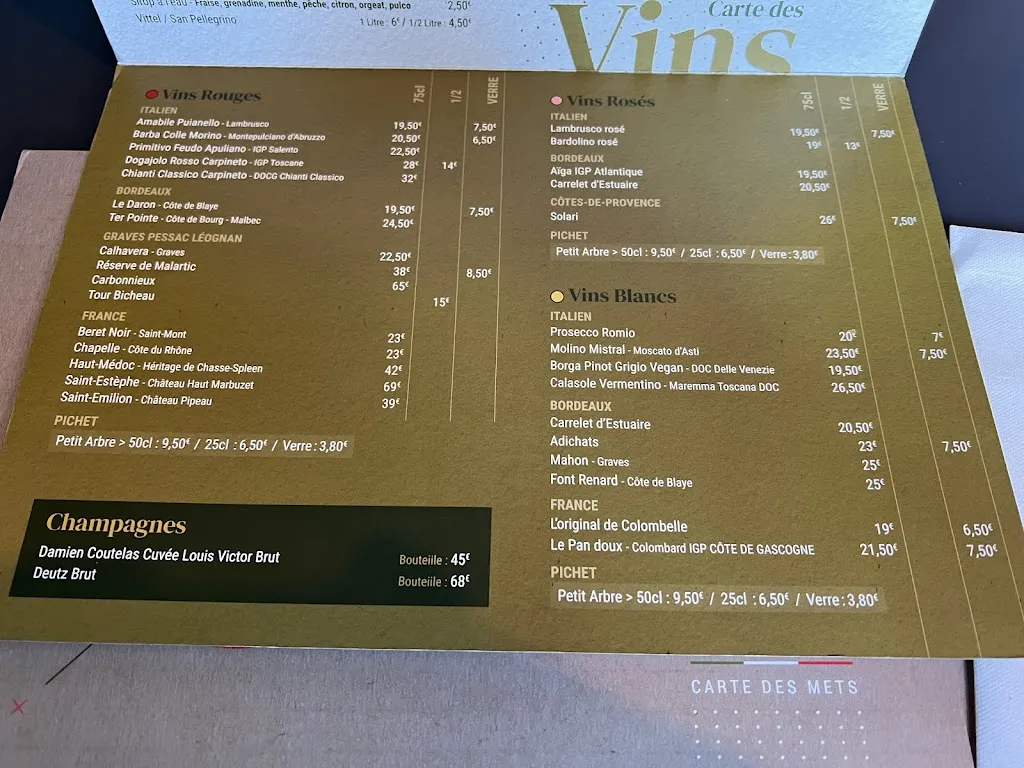 Sirop à l'eau - Fraise, grenadine, menthe, pêche, citron, orgeat, pulco 2,50€
Vittel / San Pellegrino 1 Litre : 6€ / 1/2 Litre : 4,50€
Carte des
Vins
Vins Rouges 75cl 1/2 VERRE
ITALIEN
Amabile Puianello - Lambrusco 19,50€ 7,50€
Barba Colle Morino - Montepulciano d'Abruzzo 20,50€ 6,50€
Primitivo Feudo Apuliano - IGP Salento 22,50€
Dogajolo Rosso Carpineto - IGP Toscane 28€ 14€
Chianti Classico Carpineto - DOCG Chianti Classico 32€
BORDEAUX
Le Daron - Côte de Blaye 19,50€ 7,50€
Ter Pointe - Côte de Bourg - Malbec 24,50€
GRAVES PESSAC LÉOGNAN
Calhavera - Graves 22,50€
Réserve de Malartic 38€ 8,50€
Carbonnieux 65€
Tour Bicheau 15€
FRANCE
Beret Noir - Saint-Mont 23€
Chapelle - Côte du Rhône 23€
Haut-Médoc - Héritage de Chasse-Spleen 42€
Saint-Estèphe - Château Haut Marbuzet 69€
Saint-Emilion - Château Pipeau 39€
PICHET
Petit Arbre > 50cl : 9,50€ / 25cl : 6,50€ / Verre : 3,80€
Champagnes
Damien Coutelas Cuvée Louis Victor Brut Bouteiile : 45€
Deutz Brut Bouteiile : 68€
Vins Rosés 75cl 1/2 VERRE
ITALIEN
Lambrusco rosé 19,50€ 7,50€
Bardolino rosé 19€ 13€
BORDEAUX
Aïga IGP Atlantique 19,50€
Carrelet d'Estuaire 20,50€
CÔTES-DE-PROVENCE
Solari 26€ 7,50€
PICHET
Petit Arbre > 50cl : 9,50€ / 25cl : 6,50€ / Verre : 3,80€
Vins Blancs
ITALIEN
Prosecco Romio 20€ 7€
Molino Mistral - Moscato d'Asti 23,50€ 7,50€
Borga Pinot Grigio Vegan - DOC Delle Venezie 19,50€
Calasole Vermentino - Maremma Toscana DOC 26,50€
BORDEAUX
Carrelet d'Estuaire 20,50€
Adichats 23€ 7,50€
Mahon - Graves 25€
Font Renard - Côte de Blaye 25€
FRANCE
L'original de Colombelle 19€ 6,50€
Le Pan doux - Colombard IGP CÔTE DE GASCOGNE 21,50€ 7,50€
PICHET
Petit Arbre > 50cl : 9,50€ / 25cl : 6,50€ / Verre : 3,80€
CARTE DES METS